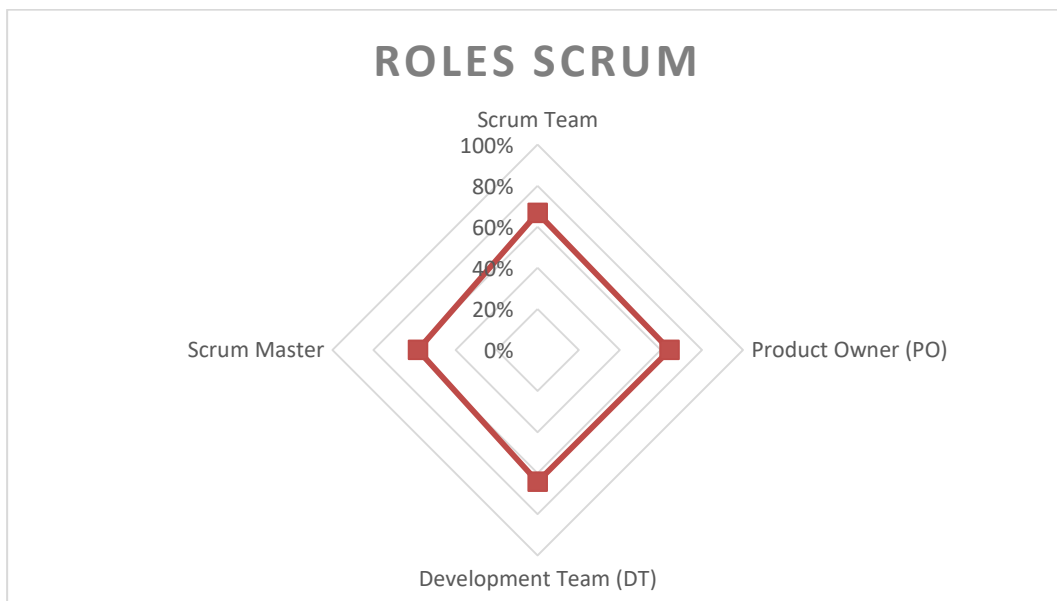 ROLES SCRUM
Scrum Team
100%
80%
60%
40%
20%
0%
Scrum Master
Product Owner (PO)
Development Team (DT)